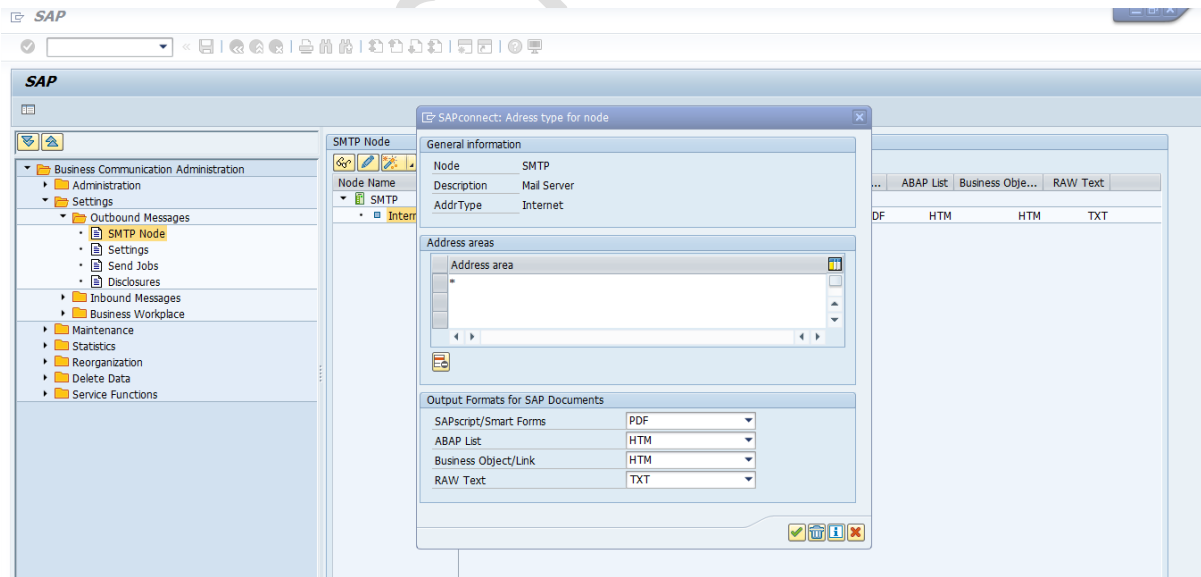 SAP
SAP
Business Communication Administration
Administration
Settings
Outbound Messages
SMTP Node
Settings
Send Jobs
Disclosures
Inbound Messages
Business Workplace
Maintenance
Statistics
Reorganization
Delete Data
Service Functions
SMTP Node
Node Name
SMTP
Intern
... ABAP List Business Obje... RAW Text
DF HTM HTM TXT
SAPconnect: Adress type for node
General information
Node SMTP
Description Mail Server
AddrType Internet
Address areas
Address area
*
Output Formats for SAP Documents
SAPscript/Smart Forms PDF
ABAP List HTM
Business Object/Link HTM
RAW Text TXT